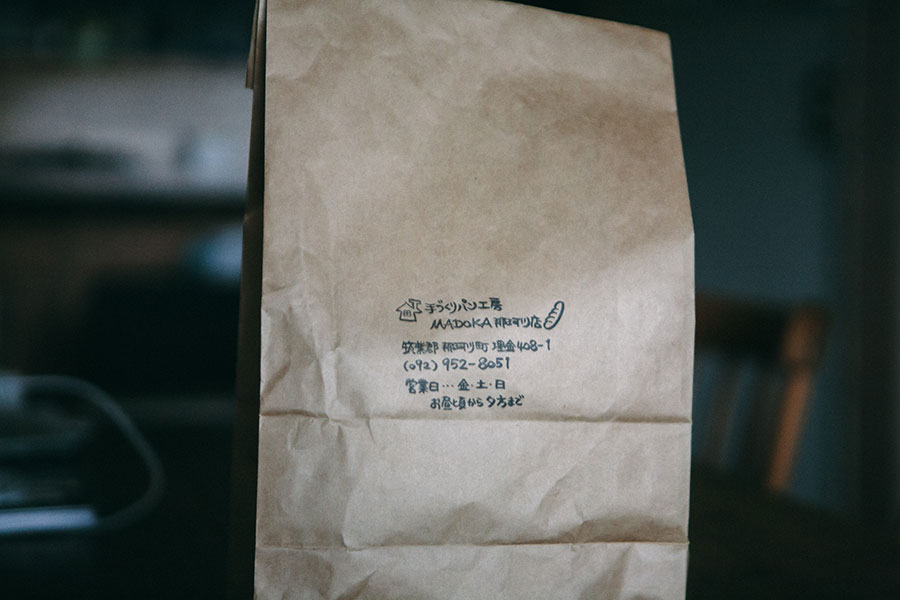 手づくりパン工房
MADOKA 那珂川店
筑紫郡 那珂川町 埋金408-1
(092) 952-8051
営業日…金・土・日
お昼頃から夕方まで